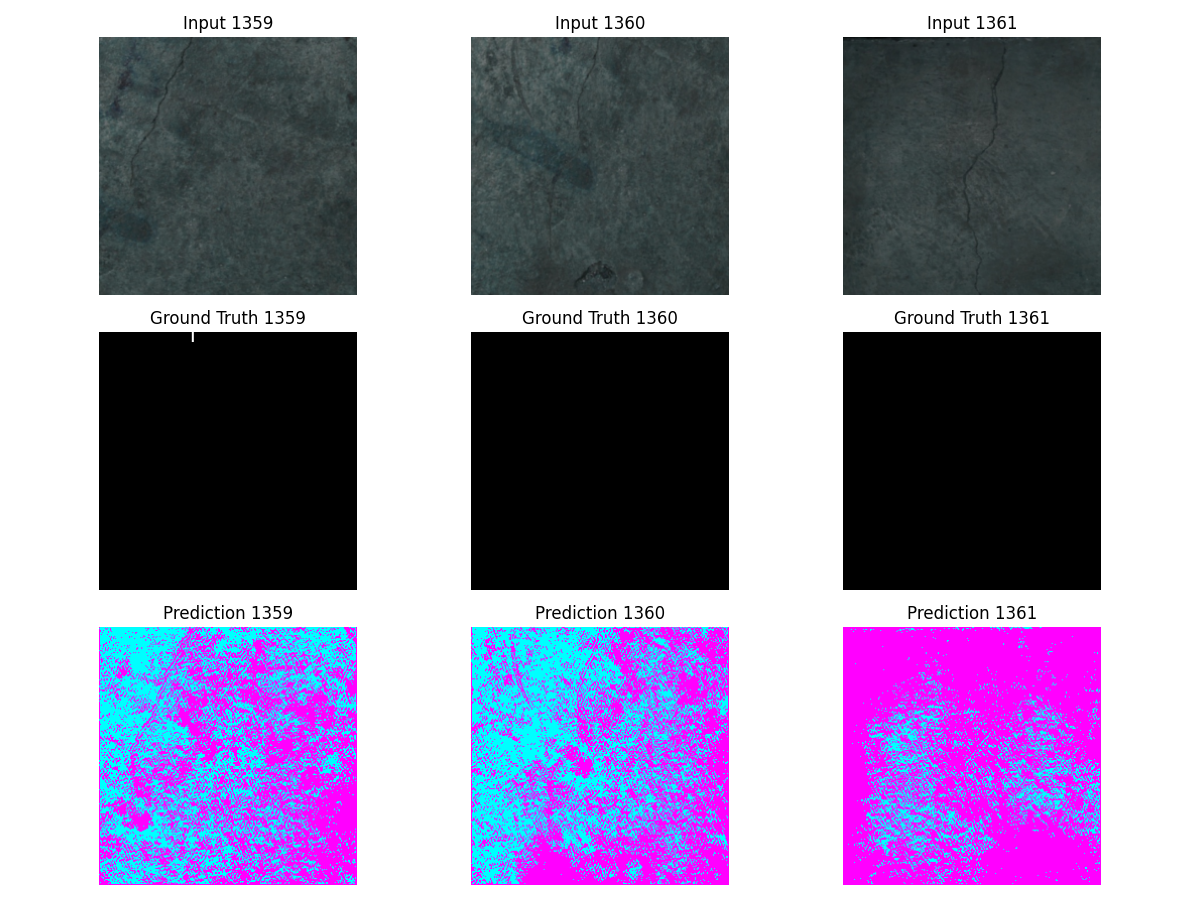 Input 1359
Input 1360
Input 1361
Ground Truth 1359
Ground Truth 1360
Ground Truth 1361
Prediction 1359
Prediction 1360
Prediction 1361